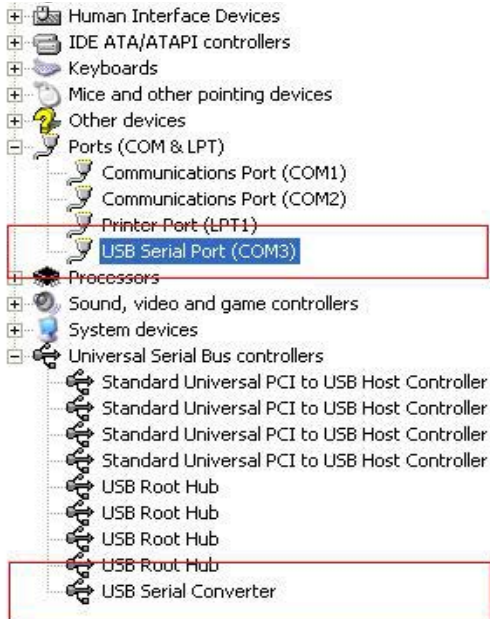 Human Interface Devices
IDE ATA/ATAPI controllers
Keyboards
Mice and other pointing devices
Other devices
Ports (COM & LPT)
Communications Port (COM1)
Communications Port (COM2)
Printer Port (LPT1)
USB Serial Port (COM3)
Processors
Sound, video and game controllers
System devices
Universal Serial Bus controllers
Standard Universal PCI to USB Host Controller
Standard Universal PCI to USB Host Controller
Standard Universal PCI to USB Host Controller
Standard Universal PCI to USB Host Controller
USB Root Hub
USB Root Hub
USB Root Hub
USB Root Hub
USB Serial Converter